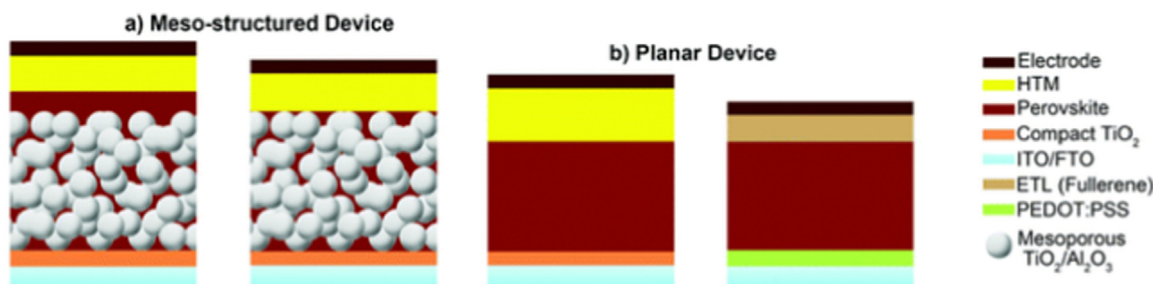 a) Meso-structured Device
b) Planar Device
Electrode
HTM
Perovskite
Compact TiO₂
ITO/FTO
ETL (Fullerene)
PEDOT:PSS
Mesoporous
TiO₂/Al₂O₃